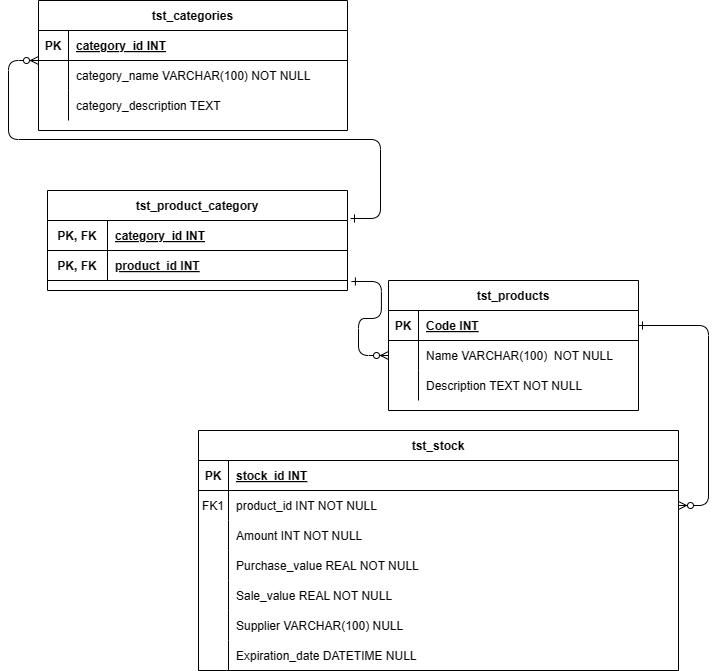 tst_categories
PK category_id INT
category_name VARCHAR(100) NOT NULL
category_description TEXT
tst_product_category
PK, FK category_id INT
PK, FK product_id INT
tst_products
PK Code INT
Name VARCHAR(100)  NOT NULL
Description TEXT NOT NULL
tst_stock
PK stock_id INT
FK1 product_id INT NOT NULL
Amount INT NOT NULL
Purchase_value REAL NOT NULL
Sale_value REAL NOT NULL
Supplier VARCHAR(100) NULL
Expiration_date DATETIME NULL